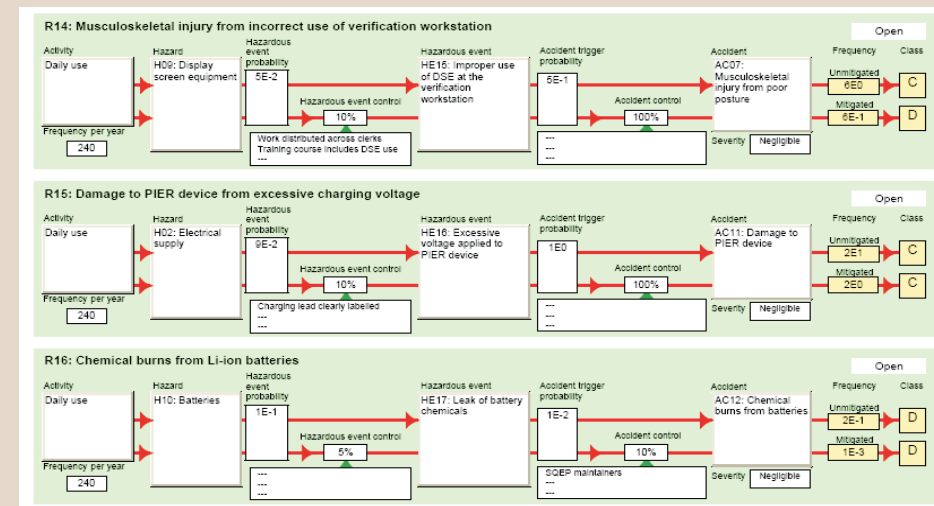 R14: Musculoskeletal injury from incorrect use of verification workstation
Open
Activity
Hazard
Hazardous
event
probability
Hazardous event
Accident trigger
probability
Accident
Frequency
Class
Daily use
H09: Display
screen equipment
5E-2
HE15: Improper use
of DSE at the
verification
workstation
5E-1
AC07:
Musculoskeletal
injury from poor
posture
Unmitigated
6E0
C
Hazardous event control
10%
Accident control
100%
Mitigated
6E-1
D
Frequency per year
240
Work distributed across clerks
Training course includes DSE use
---
---
---
---
Severity
Negligible
R15: Damage to PIER device from excessive charging voltage
Open
Activity
Hazard
Hazardous
event
probability
Hazardous event
Accident trigger
probability
Accident
Frequency
Class
Daily use
H02: Electrical
supply
9E-2
HE16: Excessive
voltage applied to
PIER device
1E0
AC11: Damage to
PIER device
Unmitigated
2E1
C
Hazardous event control
10%
Accident control
100%
Mitigated
2E0
C
Frequency per year
240
Charging lead clearly labelled
---
---
---
---
---
Severity
Negligible
R16: Chemical burns from Li-ion batteries
Open
Activity
Hazard
Hazardous
event
probability
Hazardous event
Accident trigger
probability
Accident
Frequency
Class
Daily use
H10: Batteries
1E-1
HE17: Leak of battery
chemicals
1E-2
AC12: Chemical
burns from batteries
Unmitigated
2E-1
D
Hazardous event control
5%
Accident control
10%
Mitigated
1E-3
D
Frequency per year
240
---
---
---
SQEP maintainers
---
---
Severity
Negligible